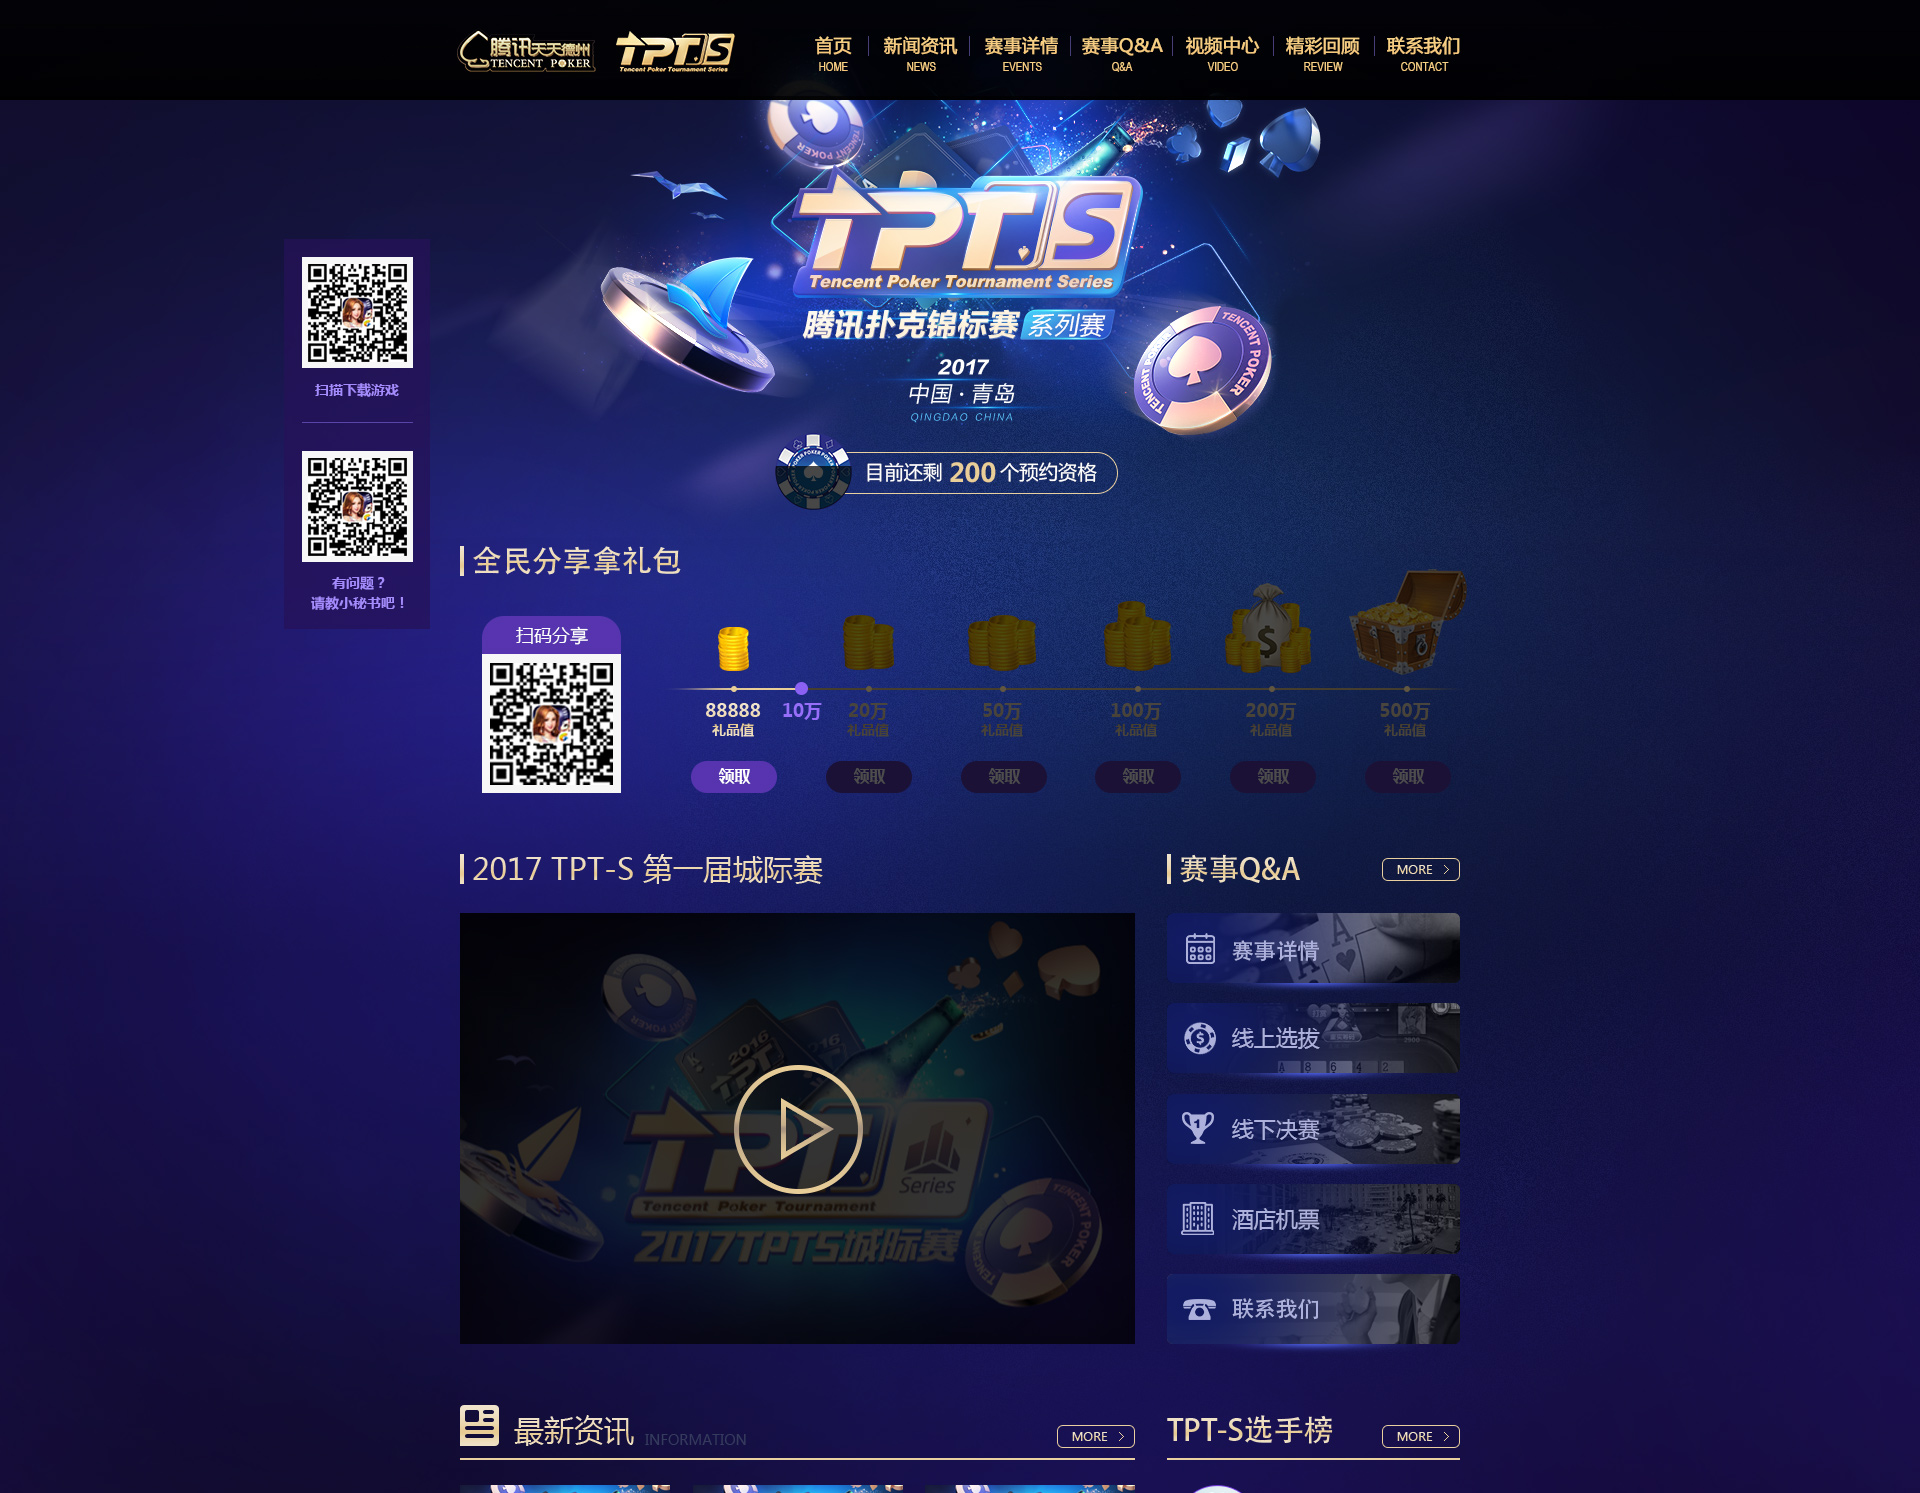 腾讯天天德州
TENCENT POKER
TPT.S
Tencent Poker Tournament Series
首页
HOME
新闻资讯
NEWS
赛事详情
EVENTS
赛事Q&A
Q&A
视频中心
VIDEO
精彩回顾
REVIEW
联系我们
CONTACT
TPT.S
Tencent Poker Tournament Series
腾讯扑克锦标赛 系列赛
2017
中国·青岛
QINGDAO CHINA
TENCENT POKER
TENCENT POKER
目前还剩 200 个预约资格
扫描下载游戏
有问题？
请教小秘书吧！
全民分享拿礼包
扫码分享
88888
礼品值
10万
20万
礼品值
50万
礼品值
100万
礼品值
200万
礼品值
500万
礼品值
领取
领取
领取
领取
领取
领取
2017 TPT-S 第一届城际赛
2016
TPT
TPT
Series
Tencent Poker Tournament
2017TPTS城际赛
TENCENT POKER
赛事Q&A
MORE
赛事详情
线上选拔
线下决赛
酒店机票
联系我们
最新资讯
INFORMATION
MORE
TPT-S选手榜
MORE